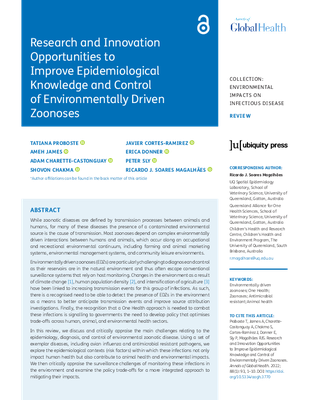 Annals of
Global Health
Research and Innovation
Opportunities to
Improve Epidemiological
Knowledge and Control
of Environmentally Driven
Zoonoses
COLLECTION:
ENVIRONMENTAL
IMPACTS ON
INFECTIOUS DISEASE
REVIEW
TATIANA PROBOSTE
AMEH JAMES
ADAM CHARETTE-CASTONGUAY
SHOVON CHAKMA
JAVIER CORTES-RAMIREZ
ERICA DONNER
PETER SLY
RICARDO J. SOARES MAGALHÃES
*Author affiliations can be found in the back matter of this article
ubiquity press
ABSTRACT
While zoonotic diseases are defined by transmission processes between animals and
humans, for many of these diseases the presence of a contaminated environmental
source is the cause of transmission. Most zoonoses depend on complex environmentally
driven interactions between humans and animals, which occur along an occupational
and recreational environmental continuum, including farming and animal marketing
systems, environmental management systems, and community leisure environments.
Environmentally driven zoonoses (EDZs) are particularly challenging to diagnose and control
as their reservoirs are in the natural environment and thus often escape conventional
surveillance systems that rely on host monitoring. Changes in the environment as a result
of climate change [1], human population density [2], and intensification of agriculture [3]
have been linked to increasing transmission events for this group of infections. As such,
there is a recognised need to be able to detect the presence of EDZs in the environment
as a means to better anticipate transmission events and improve source attribution
investigations. Finally, the recognition that a One Health approach is needed to combat
these infections is signalling to governments the need to develop policy that optimises
trade-offs across human, animal, and environmental health sectors.
In this review, we discuss and critically appraise the main challenges relating to the
epidemiology, diagnosis, and control of environmental zoonotic disease. Using a set of
exemplar diseases, including avian influenza and antimicrobial resistant pathogens, we
explore the epidemiological contexts (risk factors) within which these infections not only
impact human health but also contribute to animal health and environmental impacts.
We then critically appraise the surveillance challenges of monitoring these infections in
the environment and examine the policy trade-offs for a more integrated approach to
mitigating their impacts.
CORRESPONDING AUTHOR:
Ricardo J. Soares Magalhães
UQ Spatial Epidemiology
Laboratory, School of
Veterinary Science, University of
Queensland, Gatton, Australia
Queensland Alliance for One
Health Sciences, School of
Veterinary Science, University of
Queensland, Gatton, Australia
Children's Health and Research
Centre, Children's Health and
Environment Program, The
University of Queensland, South
Brisbane, Australia
r.magalhaes@uq.edu.au
KEYWORDS:
Environmentally driven;
One Health;
Zoonoses; Antimicrobial
resistant; Animal health
TO CITE THIS ARTICLE:
Proboste T, James A, Charette-
Castonguay A, Chakma S,
Cortes-Ramirez J, Donner E,
Sly P, Magalhães RJS. Research
and Innovation Opportunities
to Improve Epidemiological
Knowledge and Control of
Environmentally Driven Zoonoses.
Annals of Global Health. 2022;
88(1): 93, 1–10. DOI: https://doi.
org/10.5334/aogh.3770